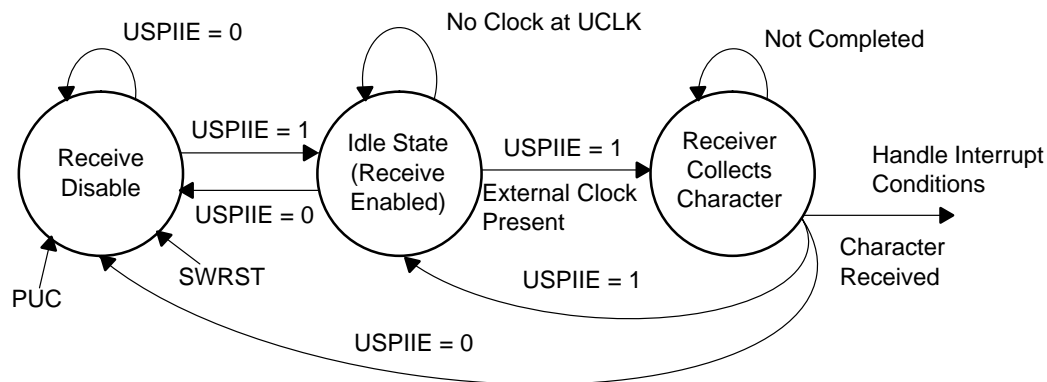 USPIIE = 0
No Clock at UCLK
Not Completed
Receive
Disable
USPIIE = 1
USPIIE = 0
Idle State
(Receive
Enabled)
USPIIE = 1
External Clock
Present
Receiver
Collects
Character
Handle Interrupt
Conditions
Character
Received
PUC
SWRST
USPIIE = 1
USPIIE = 0